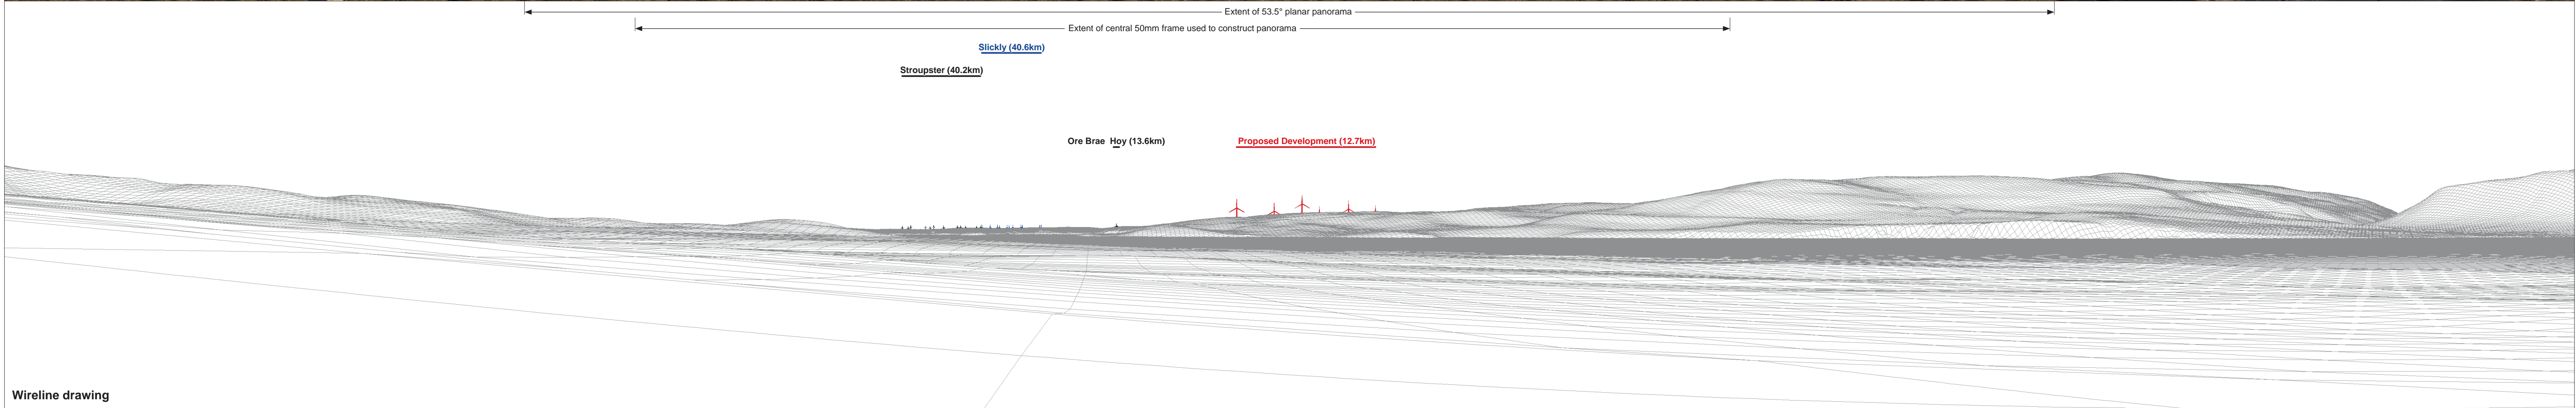 Extent of 53.5° planar panorama
Extent of central 50mm frame used to construct panorama
Slickly (40.6km)
Stroupster (40.2km)
Ore Brae  Hoy (13.6km)
Proposed Development (12.7km)
Wireline drawing